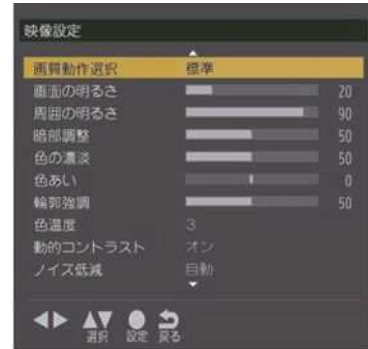 映像設定
画質動作選択 標準
画面の明るさ 20
周囲の明るさ 90
暗部調整 50
色の濃淡 50
色あい 0
輪郭強調 50
色温度 3
動的コントラスト オン
ノイズ低減 自動
選択 設定 戻る